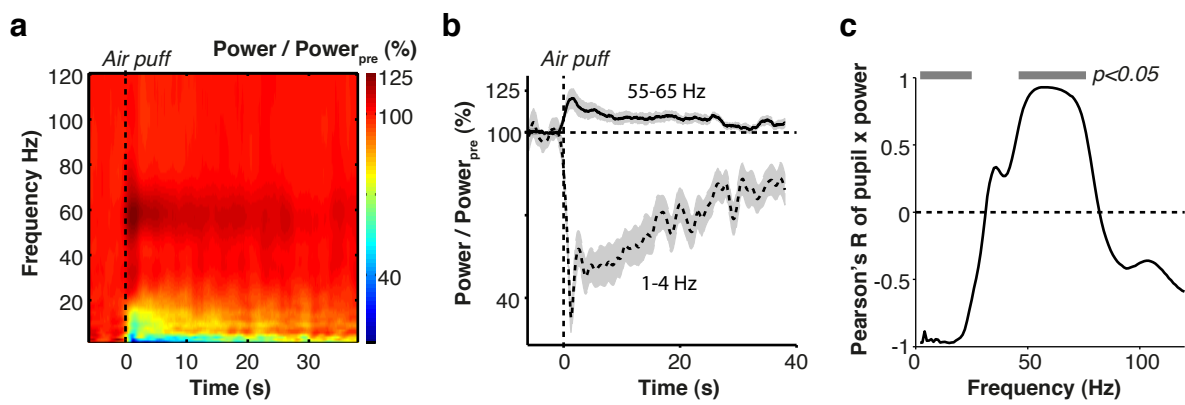 a
Air puff
Power / Powerpre (%)
120
100
80
60
40
20
Frequency Hz)
0
10
20
30
Time (s)
125
100
40
b
Air puff
125
100
40
Power / Powerpre (%)
55-65 Hz
1-4 Hz
0
20
40
Time (s)
c
p<0.05
1
0.5
0
-0.5
-1
Pearson's R of pupil x power
0
50
100
Frequency (Hz)